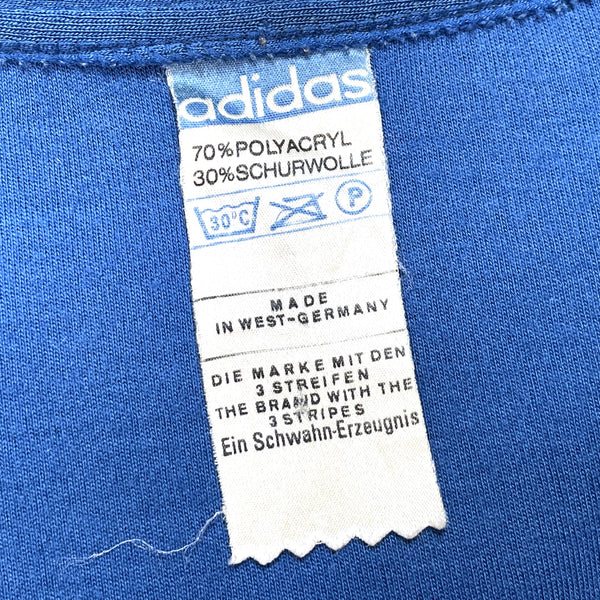 adidas
70%POLYACRYL
30%SCHURWOLLE
30°C P
MADE
IN WEST-GERMANY
DIE MARKE MIT DEN
3 STREIFEN
THE BRAND WITH THE
3 STRIPES
Ein Schwahn-Erzeugnis